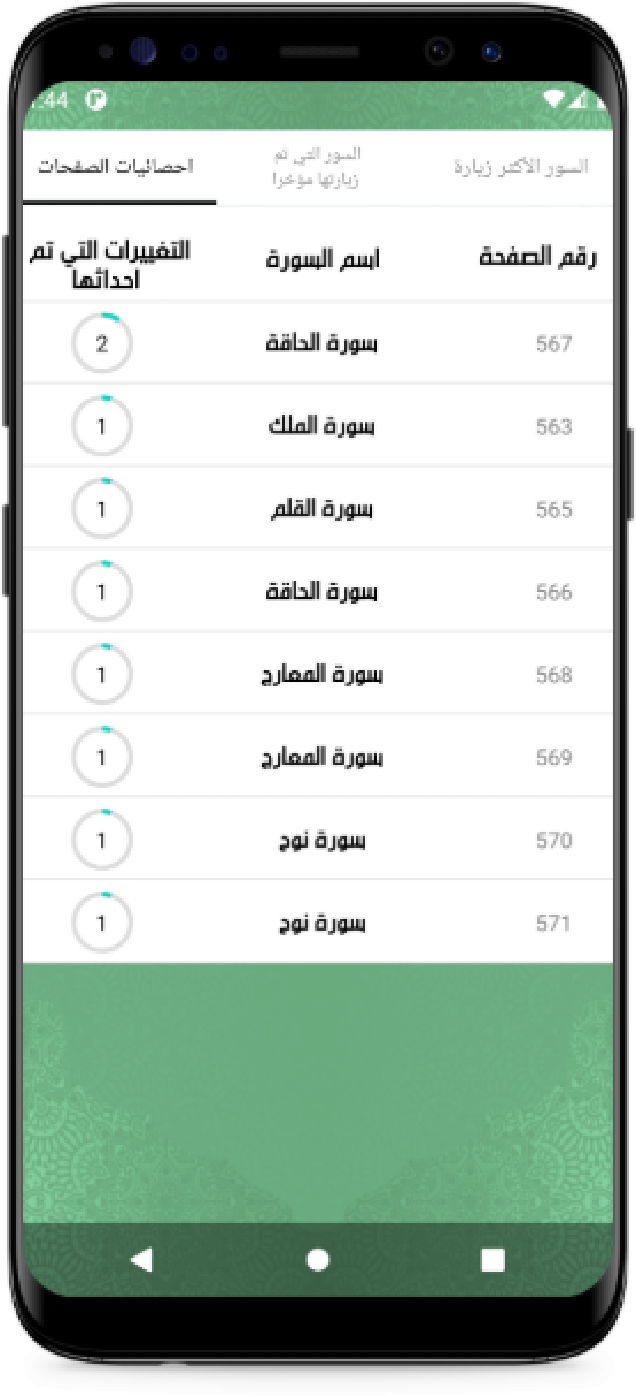 :44
السور الأكثر زيارة
السور التي تم
زيارتها مؤخرا
احصائيات الصفحات
رقم الصفحة
اسم السورة
التغييرات التي تم
احداثها
567 سورة الحاقة 2
563 سورة الملك 1
565 سورة القلم 1
566 سورة الحاقة 1
568 سورة المعارج 1
569 سورة المعارج 1
570 سورة نوح 1
571 سورة نوح 1